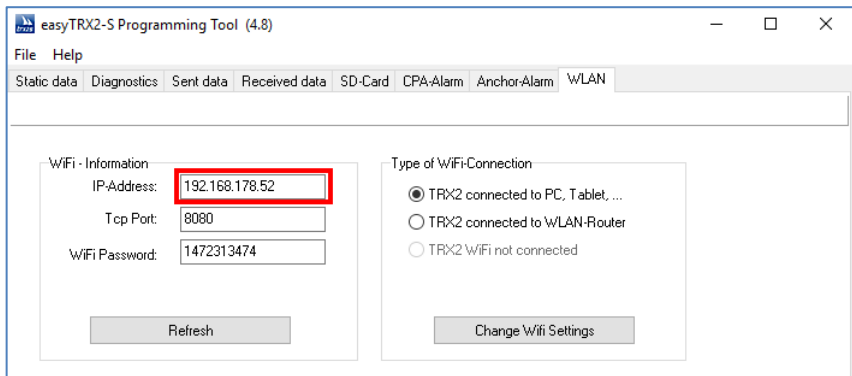 easyTRX2-S Programming Tool (4.8)
File Help
Static data Diagnostics Sent data Received data SD-Card CPA-Alarm Anchor-Alarm WLAN
WiFi - Information
IP-Address: 192.168.178.52
Tcp Port: 8080
WiFi Password: 1472313474
Refresh
Type of WiFi-Connection
TRX2 connected to PC, Tablet, ...
TRX2 connected to WLAN-Router
TRX2 WiFi not connected
Change Wifi Settings